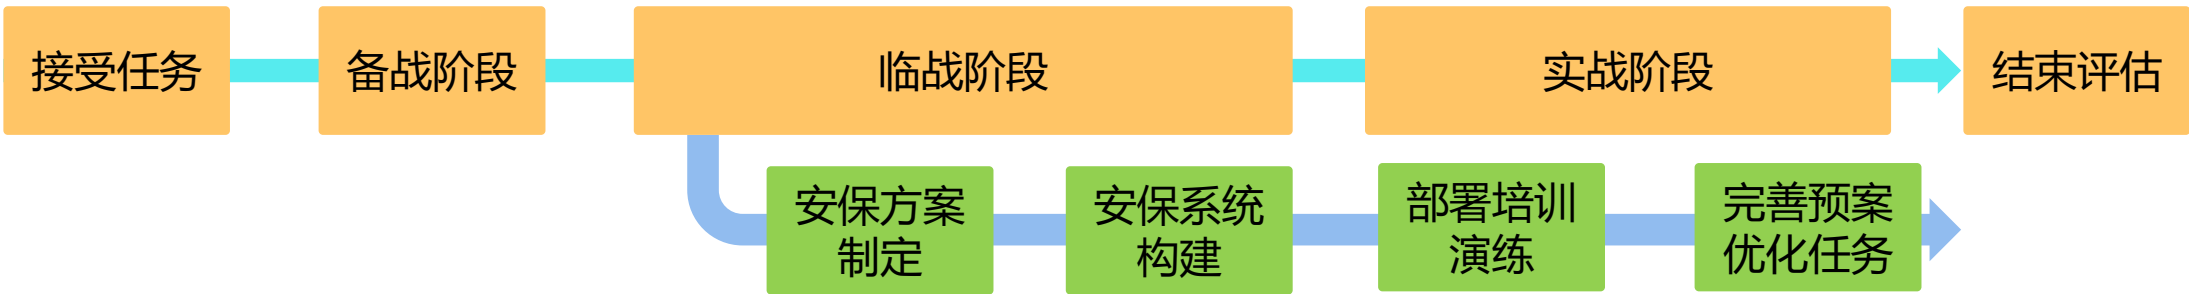 接受任务
备战阶段
临战阶段
实战阶段
结束评估
安保方案
制定
安保系统
构建
部署培训
演练
完善预案
优化任务